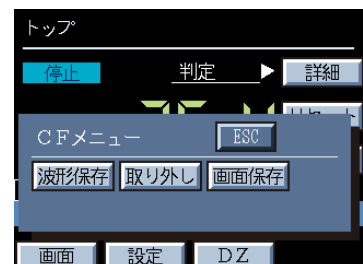 トップ
停止 判定 ▶ 詳細
CFメニュー ESC
波形保存 取り外し 画面保存
画面 設定 DZ